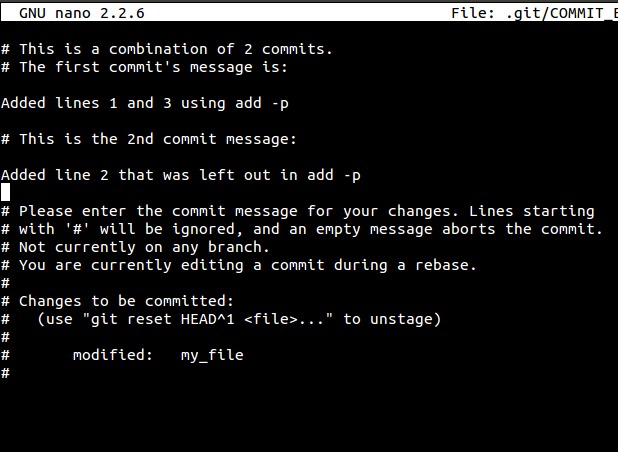 GNU nano 2.2.6 File: .git/COMMIT_E
# This is a combination of 2 commits.
# The first commit's message is:
Added lines 1 and 3 using add -p
# This is the 2nd commit message:
Added line 2 that was left out in add -p
# Please enter the commit message for your changes. Lines starting
# with '#' will be ignored, and an empty message aborts the commit.
# Not currently on any branch.
# You are currently editing a commit during a rebase.
#
# Changes to be committed:
#   (use "git reset HEAD^1 <file>..." to unstage)
#
#       modified:   my_file
#